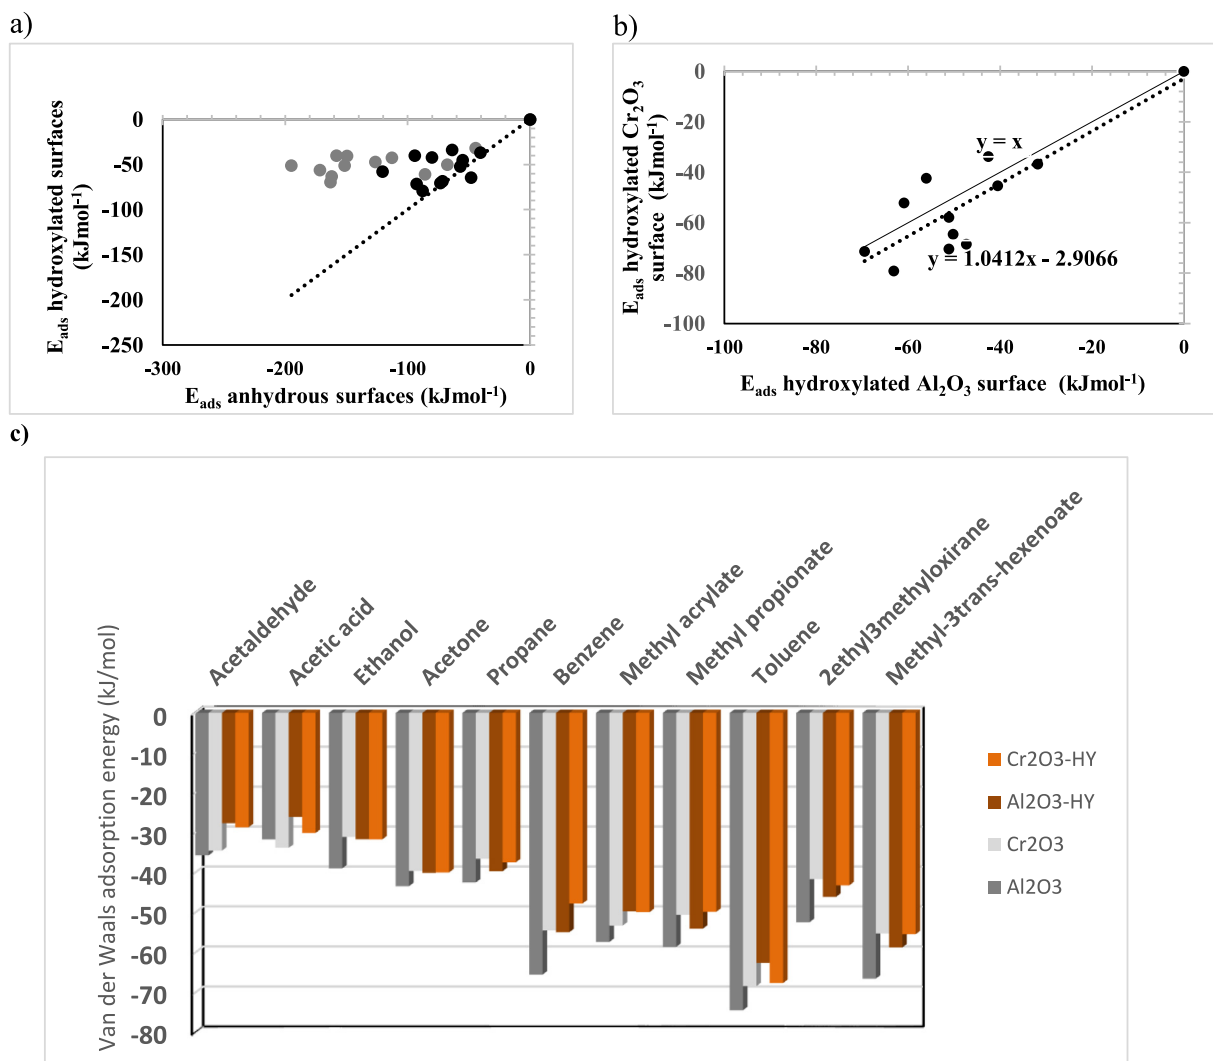 a)
E_ads hydroxylated surfaces
(kJmol⁻¹)
0
-50
-100
-150
-200
-250
-300
-200
-100
0
E_ads anhydrous surfaces (kJmol⁻¹)
b)
E_ads hydroxylated Cr₂O₃
surface (kJmol⁻¹)
0
-20
-40
-60
-80
-100
y = x
y = 1.0412x - 2.9066
-100
-80
-60
-40
-20
0
E_ads hydroxylated Al₂O₃ surface (kJmol⁻¹)
c)
Van der Waals adsorption energy (kJ/mol)
Acetaldehyde
Acetic acid
Ethanol
Acetone
Propane
Benzene
Methyl acrylate
Methyl propionate
Toluene
2ethyl3methyloxirane
Methyl-3trans-hexenoate
0
-10
-20
-30
-40
-50
-60
-70
-80
Cr2O3-HY
Al2O3-HY
Cr2O3
Al2O3